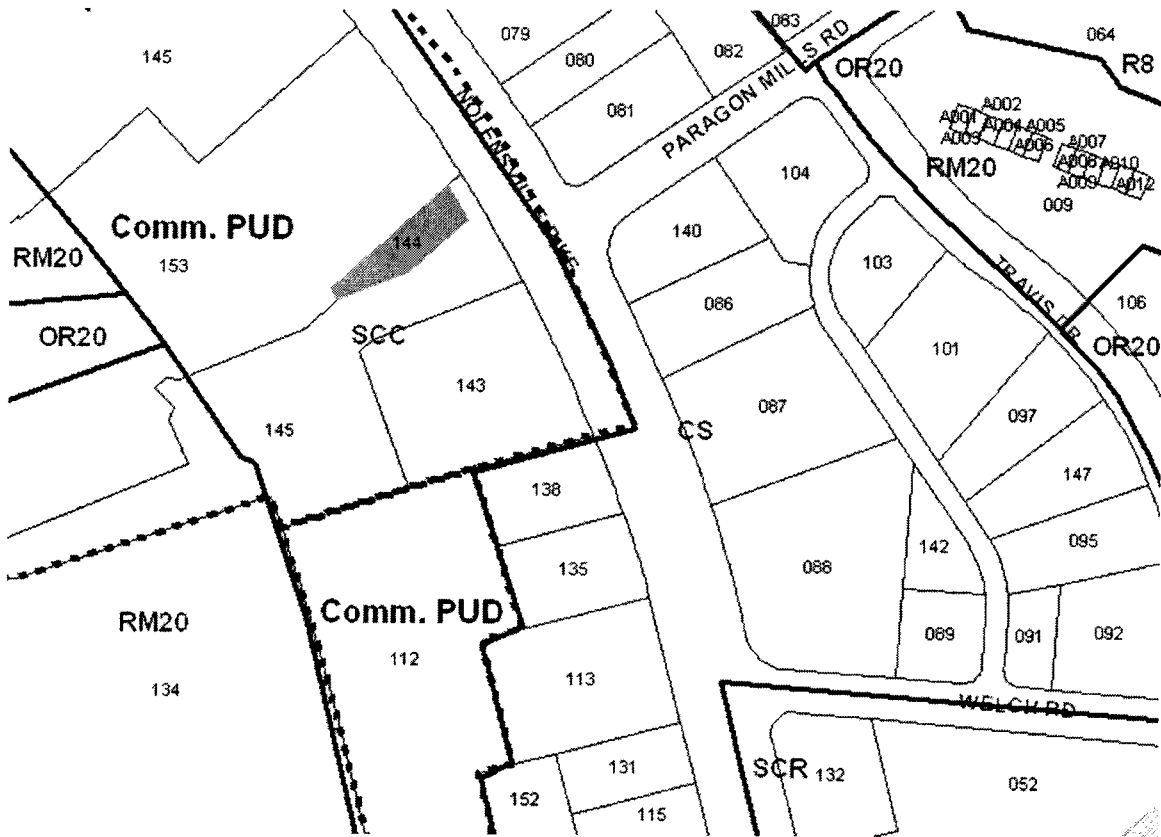 083
079
064
082
145
080
R8
OR20
NOLENSVILLE PIKE
081
PARAGON MILLS RD
A002
A001
A004
A005
A003
A006
A007
A008
A010
A009
A012
RM20
104
009
Comm. PUD
140
144
103
RM20
153
TRAVIS DR
086
106
OR20
SCC
101
OR20
143
087
097
145
CS
147
138
095
142
135
088
Comm. PUD
RM20
089
091
092
112
113
134
WELCH RD
131
SCR
132
052
152
115